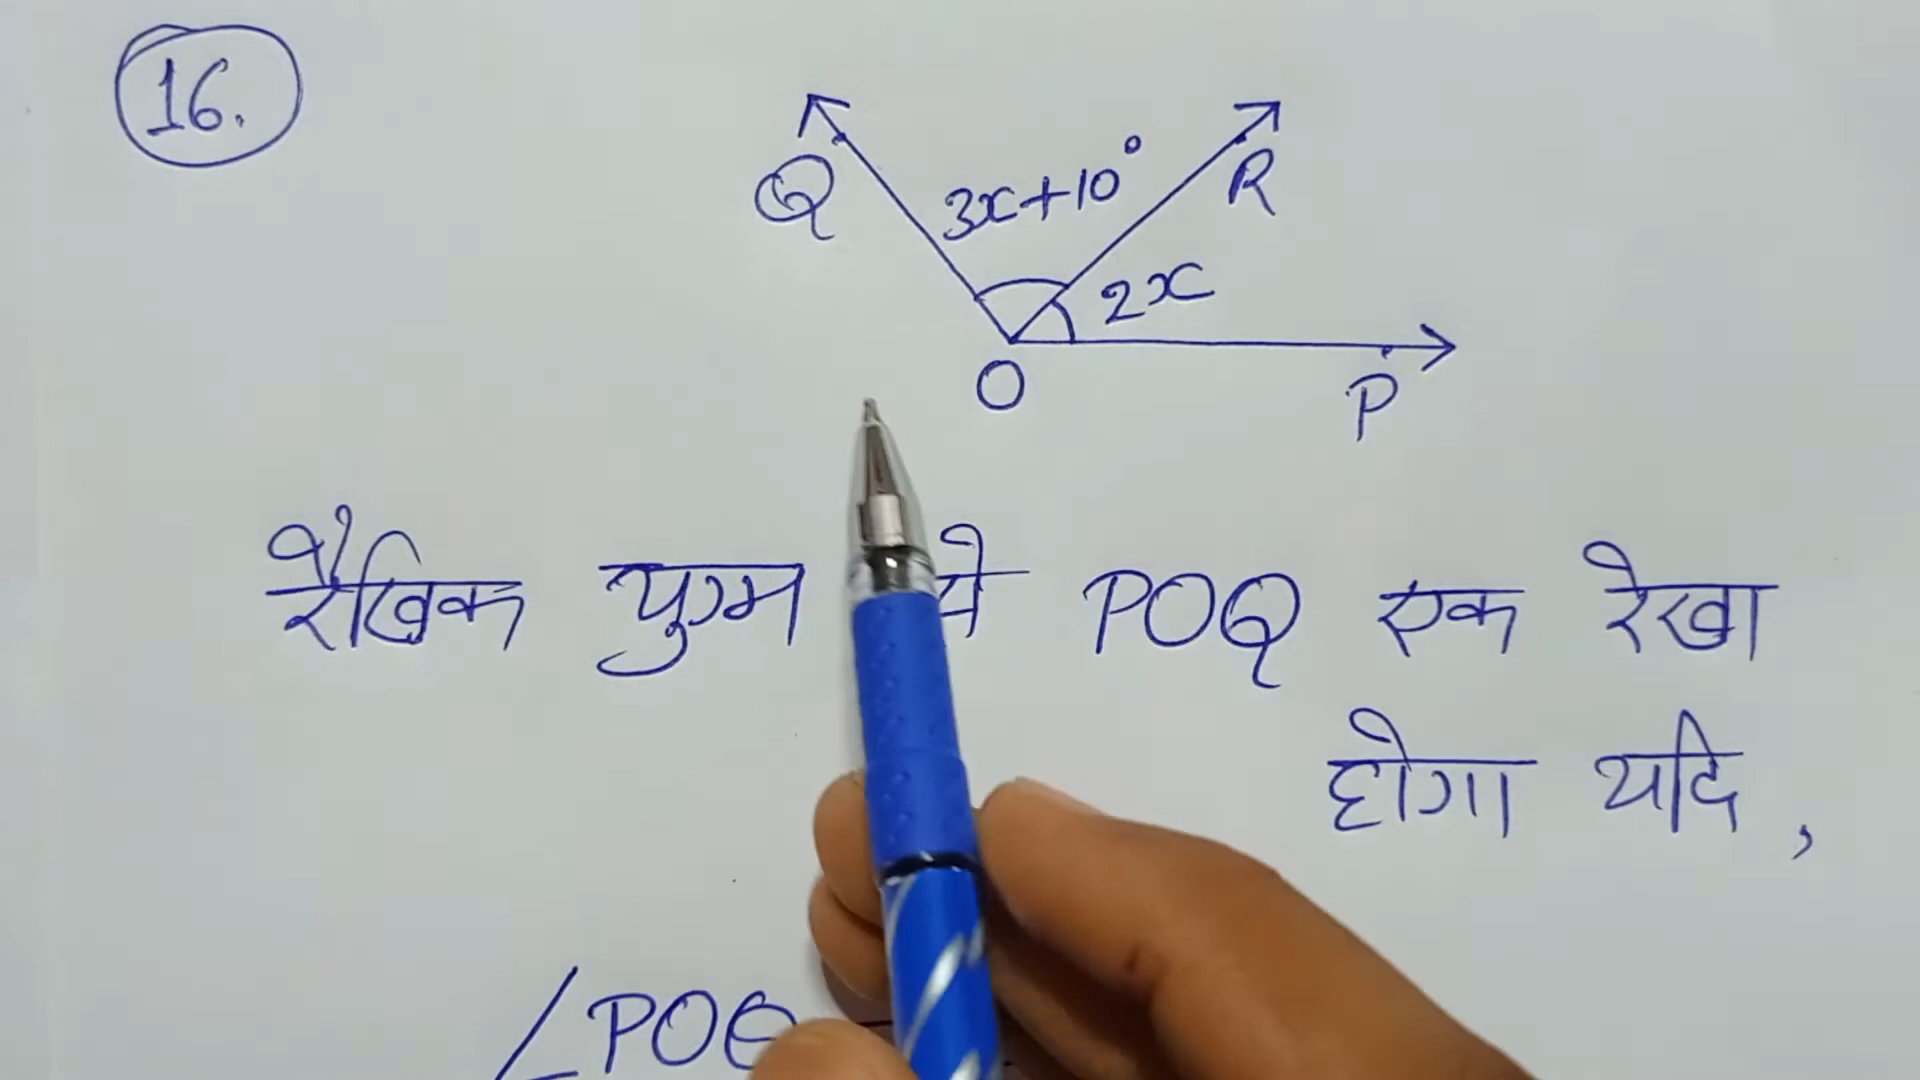 16.
Q
3x+10°
R
2x
O
P
रैखिक युग्म से POQ एक रेखा
होगा यदि,
∠POQ